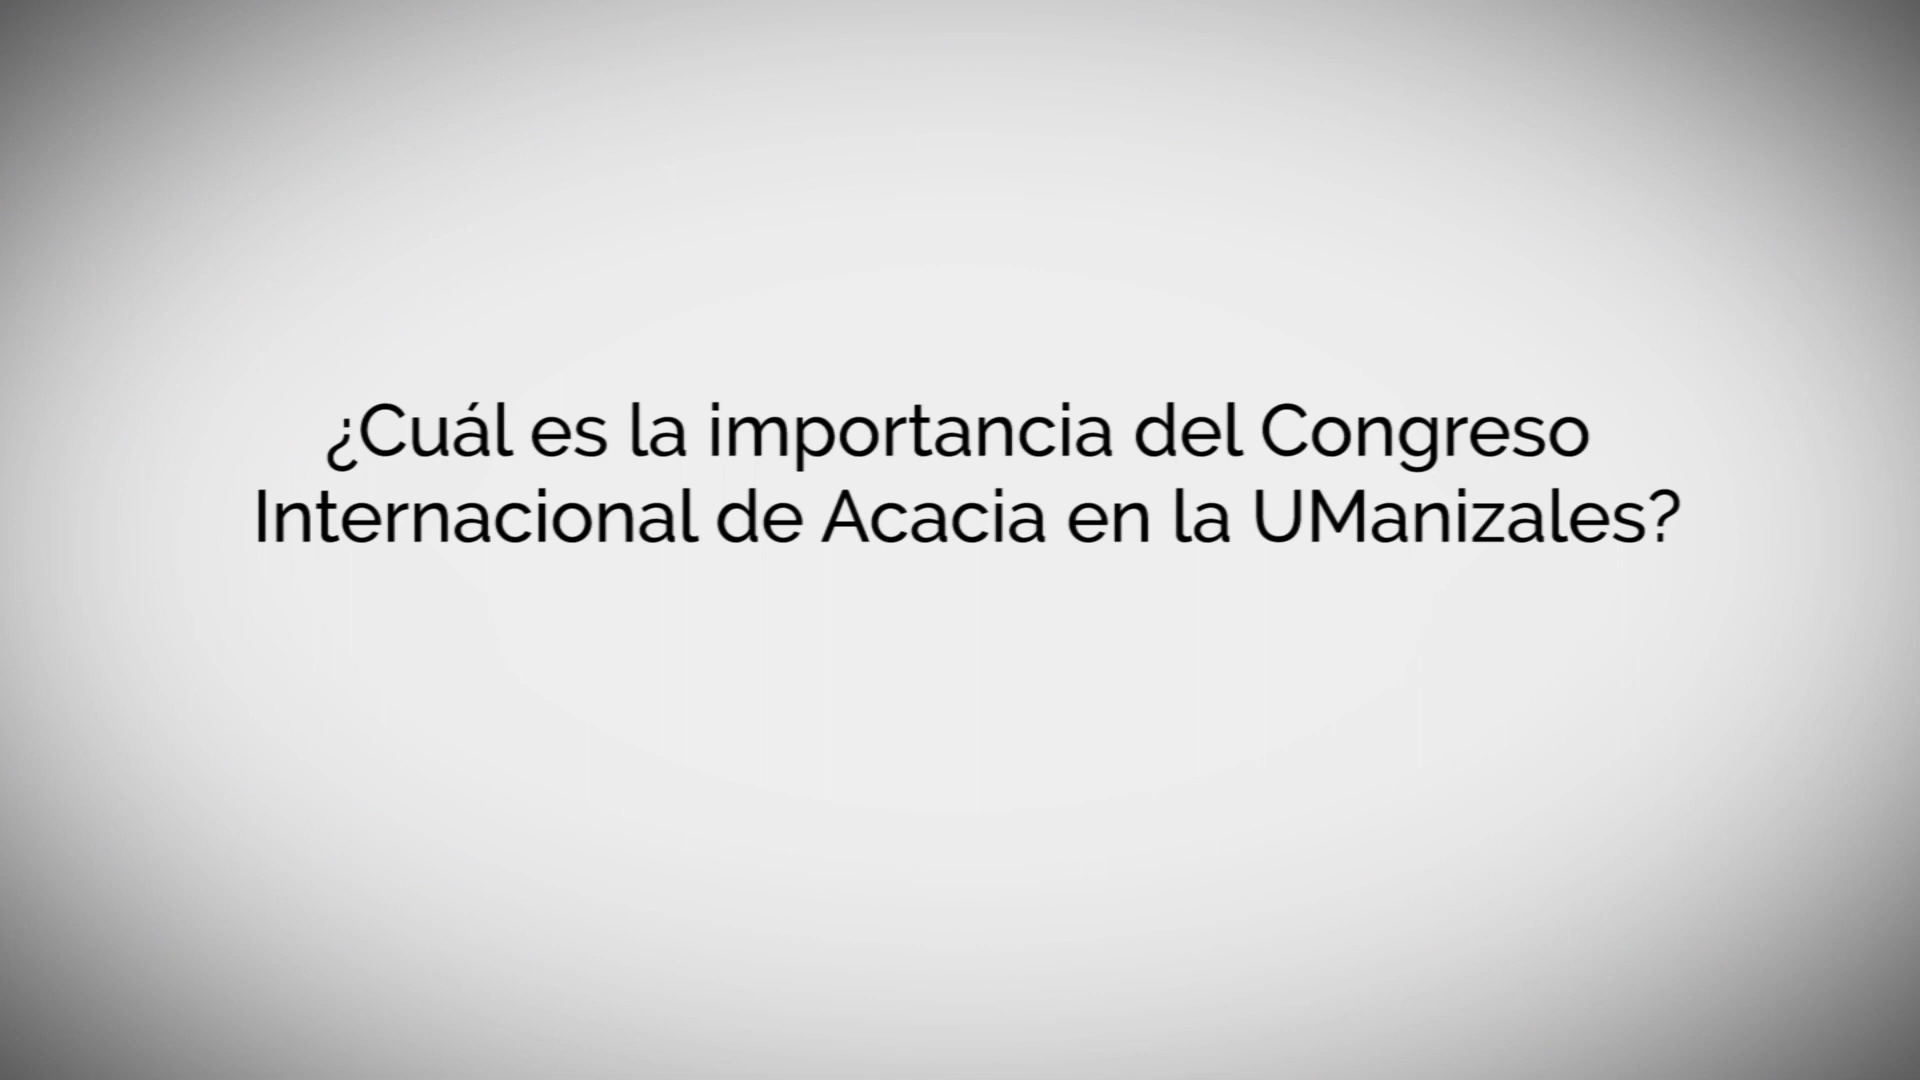 ¿Cuál es la importancia del Congreso
Internacional de Acacia en la UManizales?